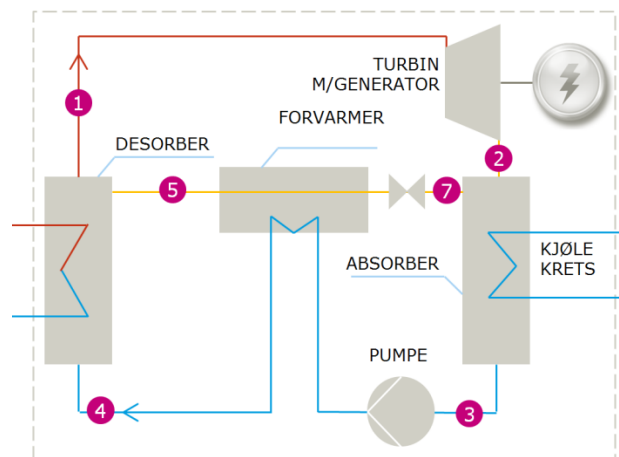 TURBIN
M/GENERATOR
1
FORVARMER
DESORBER
2
5
7
KJØLE
KRETS
ABSORBER
PUMPE
4
3